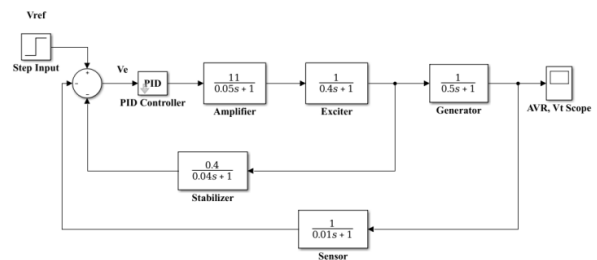 Vref
Step Input
+
−
−
Ve
PID
PID Controller
11
0.05s + 1
Amplifier
1
0.4s + 1
Exciter
1
0.5s + 1
Generator
AVR, Vt Scope
0.4
0.04s + 1
Stabilizer
1
0.01s + 1
Sensor